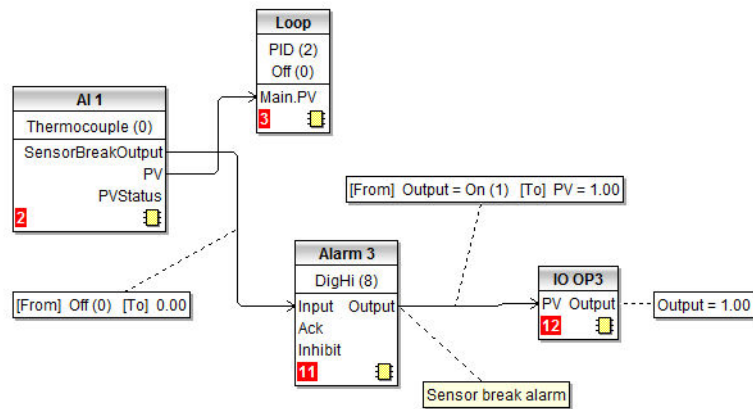 Loop
PID (2)
Off (0)
Main.PV
3
AI 1
Thermocouple (0)
SensorBreakOutput
PV
PVStatus
2
[From] Output = On (1) [To] PV = 1.00
Alarm 3
DigHi (8)
Input Output
Ack
Inhibit
11
IO OP3
PV Output
12
Output = 1.00
[From] Off (0) [To] 0.00
Sensor break alarm